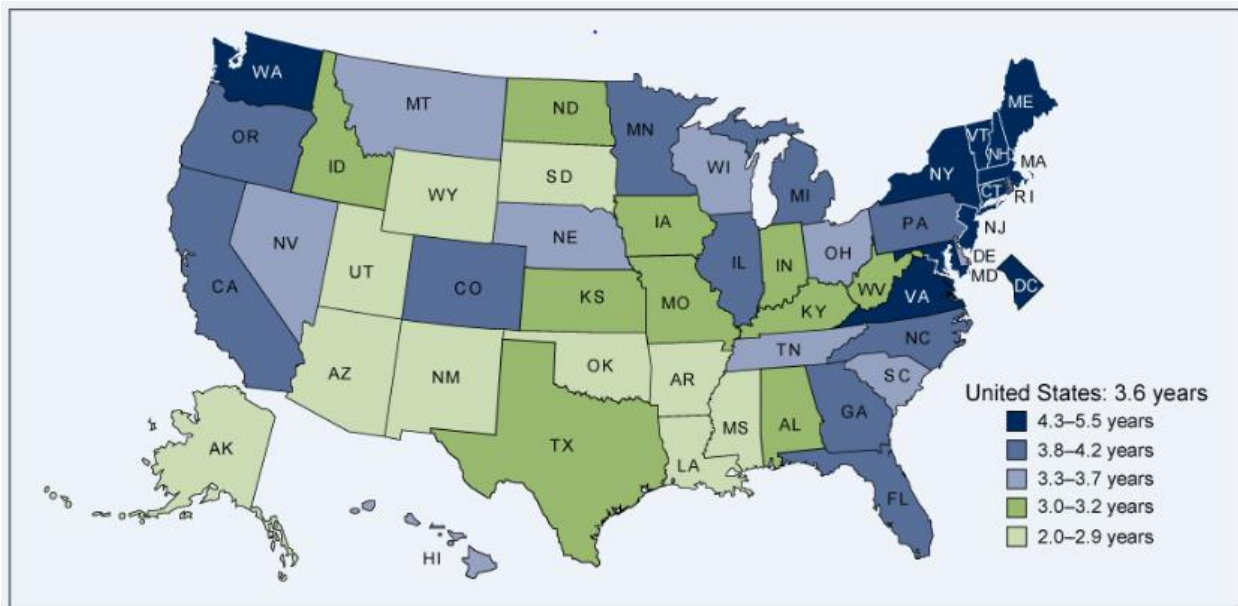 WA
ME
MT
ND
VT
MN
OR
NH
MA
ID
WI
NY
SD
CT
RI
WY
MI
IA
PA
NJ
NE
NV
OH
DE
IL
IN
MD
UT
CA
CO
WV
DC
KS
VA
MO
KY
TN
NC
OK
SC
AZ
NM
AR
United States: 3.6 years
GA
4.3–5.5 years
MS
AL
AK
TX
3.8–4.2 years
LA
3.3–3.7 years
FL
3.0–3.2 years
2.0–2.9 years
HI